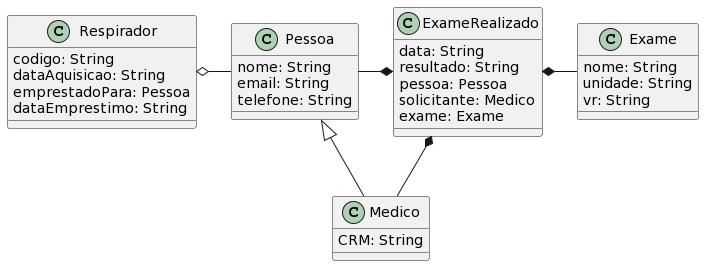 C Respirador
codigo: String
dataAquisicao: String
emprestadoPara: Pessoa
dataEmprestimo: String
C Pessoa
nome: String
email: String
telefone: String
C ExameRealizado
data: String
resultado: String
pessoa: Pessoa
solicitante: Medico
exame: Exame
C Exame
nome: String
unidade: String
vr: String
C Medico
CRM: String